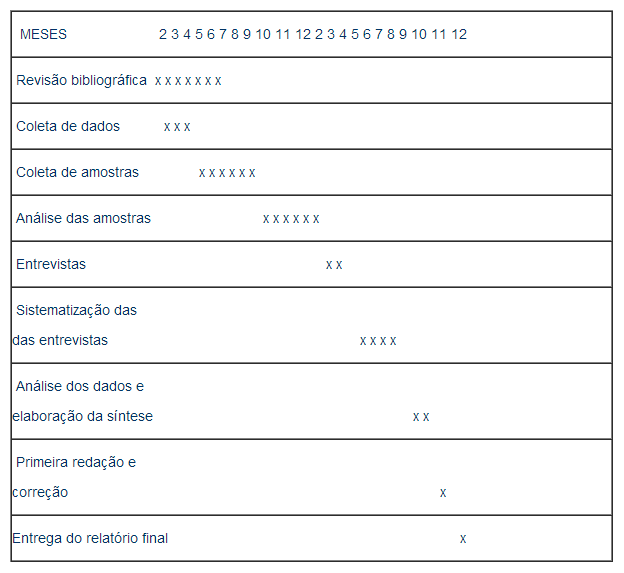 MESES 2 3 4 5 6 7 8 9 10 11 12 2 3 4 5 6 7 8 9 10 11 12
Revisão bibliográfica x x x x x x x
Coleta de dados x x x
Coleta de amostras x x x x x x
Análise das amostras x x x x x x
Entrevistas x x
Sistematização das
das entrevistas x x x x
Análise dos dados e
elaboração da síntese x x
Primeira redação e
correção x
Entrega do relatório final x